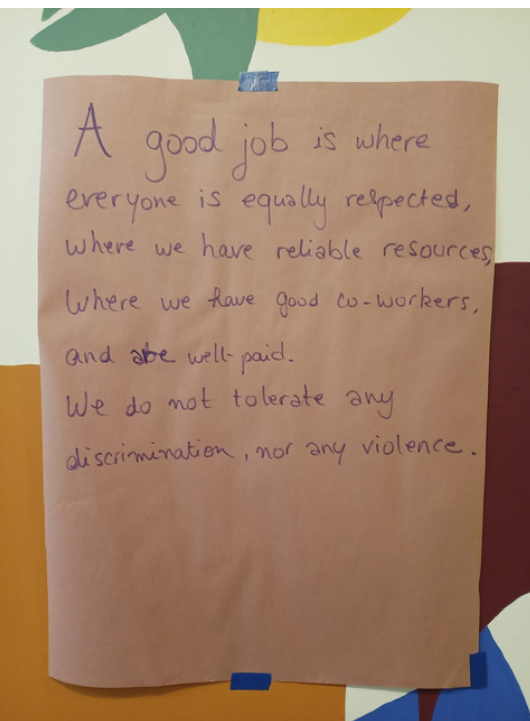 A good job is where
everyone is equally respected,
where we have reliable resources,
where we have good co-workers,
and are well-paid.
We do not tolerate any
discrimination, nor any violence.